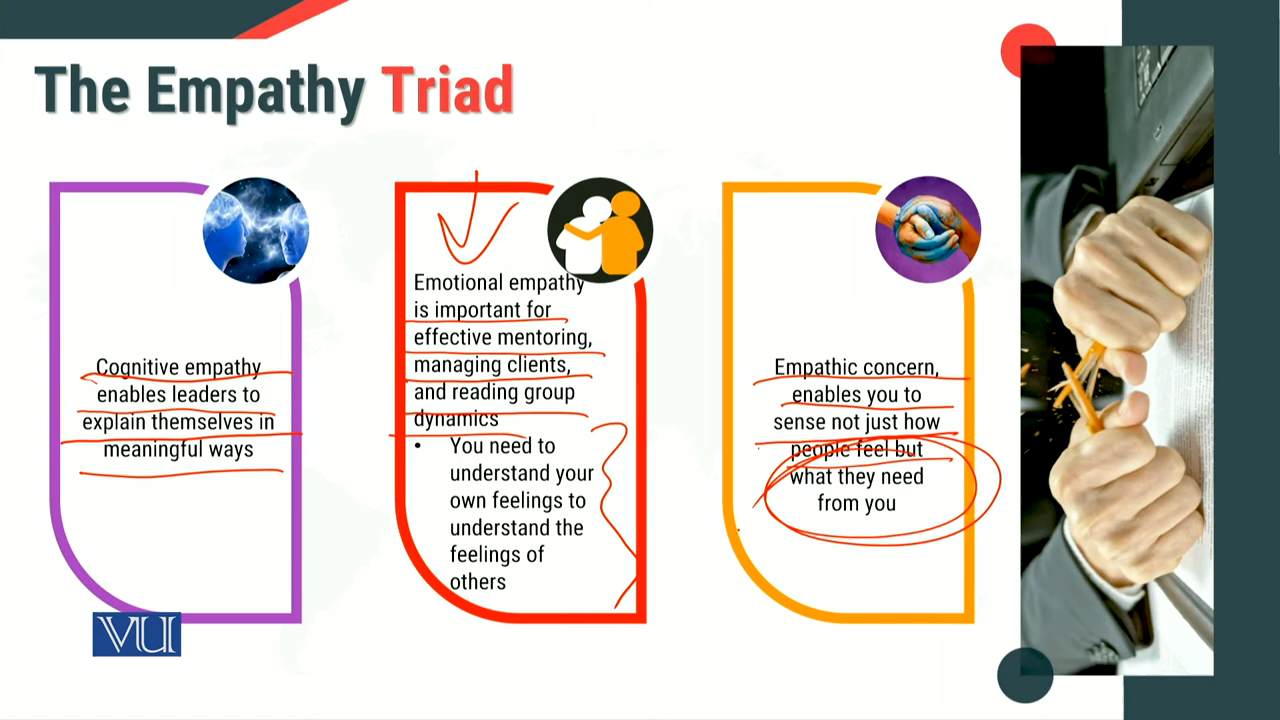 The Empathy Triad
Cognitive empathy
enables leaders to
explain themselves in
meaningful ways
Emotional empathy
is important for
effective mentoring,
managing clients,
and reading group
dynamics
• You need to
understand your
own feelings to
understand the
feelings of
others
Empathic concern,
enables you to
sense not just how
people feel but
what they need
from you
VU